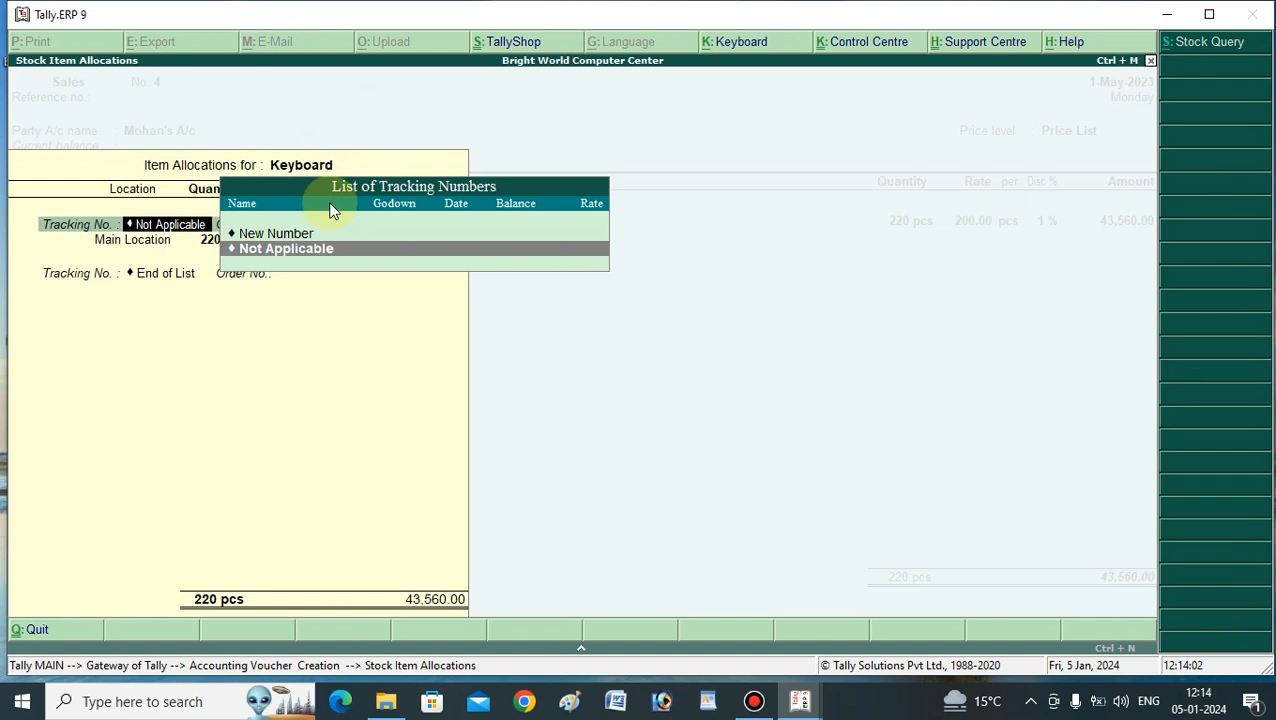 Tally.ERP 9
P: Print E: Export M: E-Mail O: Upload S: TallyShop G: Language K: Keyboard K: Control Centre H: Support Centre H: Help S: Stock Query
Stock Item Allocations Bright World Computer Center Ctrl + M
Sales No. 4 1-May-2023
Reference no.: Monday
Party A/c name : Mohan's A/c Price level : Price List
Current balance :
Item Allocations for : Keyboard
List of Tracking Numbers
Location Quan Quantity Rate per Disc % Amount
Name Godown Date Balance Rate
Tracking No. : ♦ Not Applicable 220 pcs 200.00 pcs 1 % 43,560.00
♦ New Number
Main Location 220
♦ Not Applicable
Tracking No. : ♦ End of List Order No.:
220 pcs 43,560.00
220 pcs 43,560.00
Q: Quit
Ctrl + N
Tally MAIN --> Gateway of Tally --> Accounting Voucher Creation --> Stock Item Allocations © Tally Solutions Pvt Ltd., 1988-2020 Fri, 5 Jan, 2024 12:14:02
Type here to search 15°C ENG 12:14
05-01-2024 1